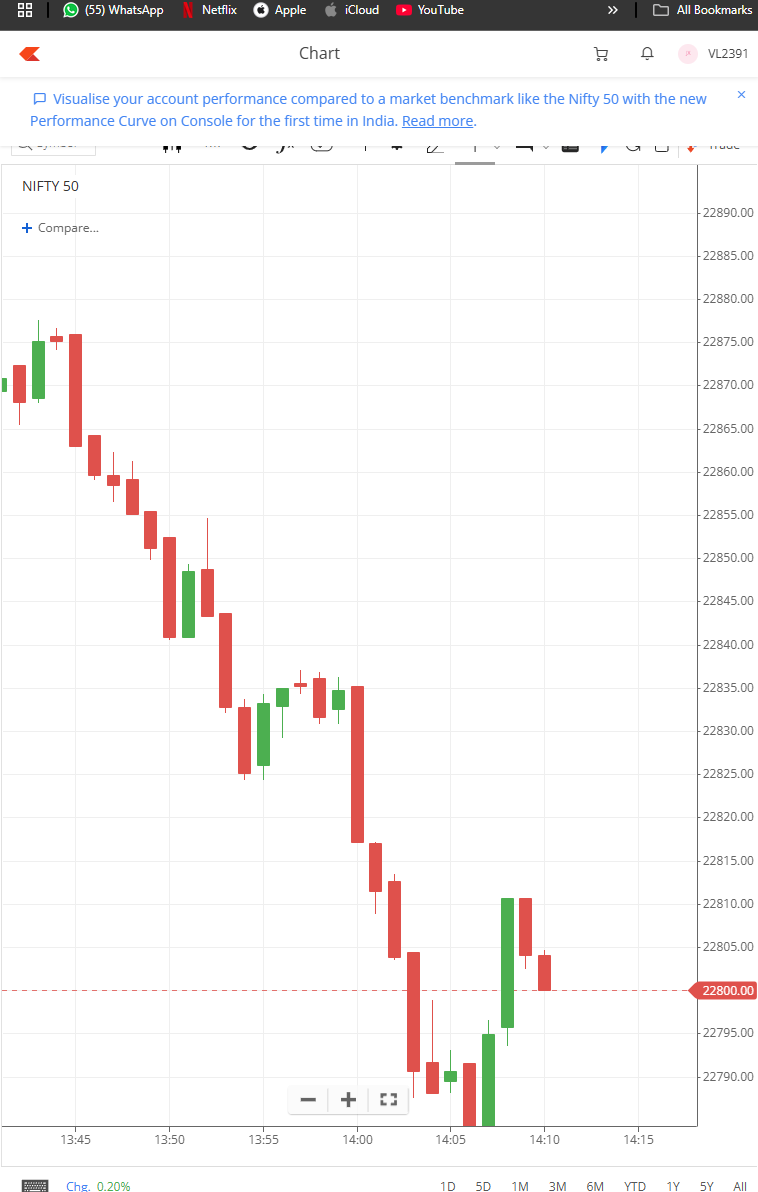 (55) WhatsApp Netflix Apple iCloud YouTube » All Bookmarks
Chart VL2391
Visualise your account performance compared to a market benchmark like the Nifty 50 with the new
Performance Curve on Console for the first time in India. Read more.
NIFTY 50
+ Compare...
22890.00
22885.00
22880.00
22875.00
22870.00
22865.00
22860.00
22855.00
22850.00
22845.00
22840.00
22835.00
22830.00
22825.00
22820.00
22815.00
22810.00
22805.00
22800.00
22795.00
22790.00
13:45 13:50 13:55 14:00 14:05 14:10 14:15
Chg. 0.20% 1D 5D 1M 3M 6M YTD 1Y 5Y All